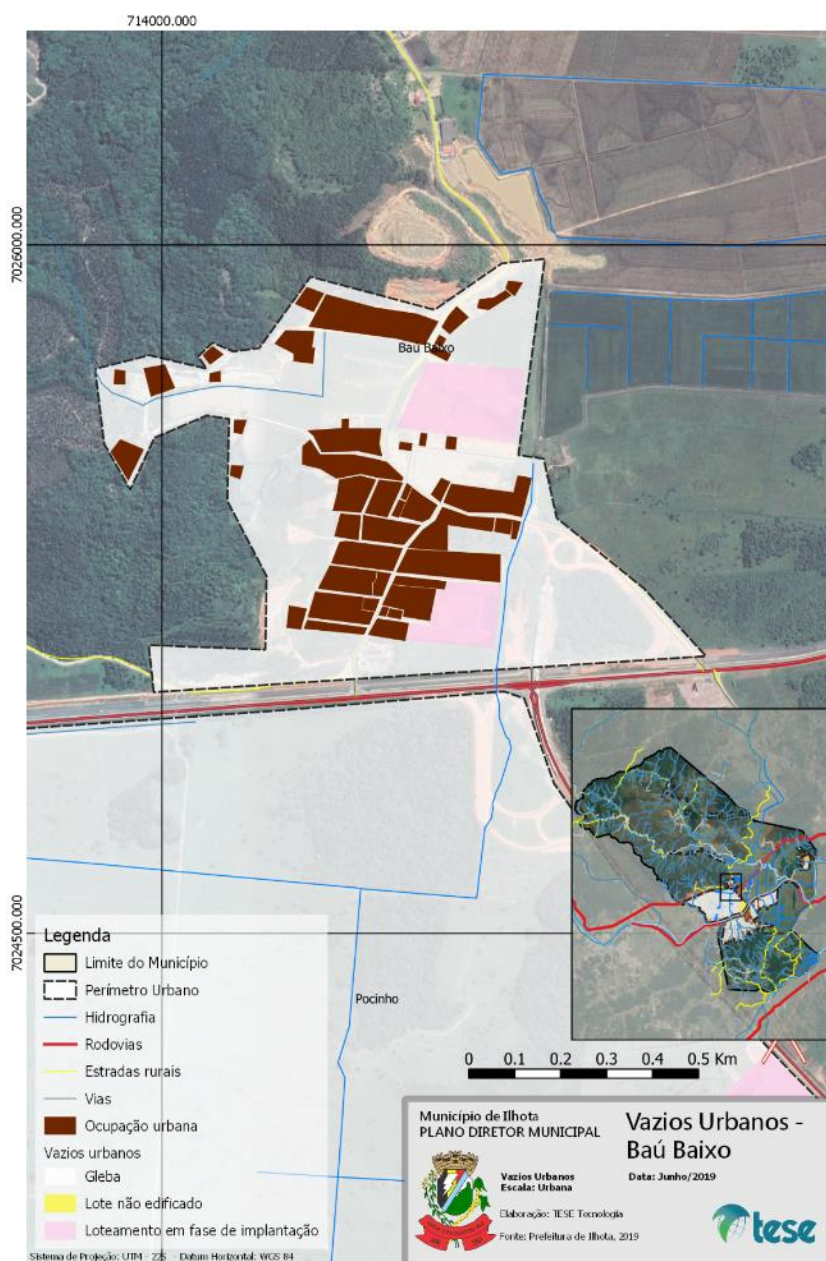 714000.000
7026000.000
Baú Baixo
7024500.000
Pocinho
Legenda
Limite do Município
Perímetro Urbano
Hidrografia
Rodovias
Estradas rurais
Vias
Ocupação urbana
Vazios urbanos
Gleba
Lote não edificado
Loteamento em fase de implantação
0 0.1 0.2 0.3 0.4 0.5 Km
Município de Ilhota
PLANO DIRETOR MUNICIPAL
Vazios Urbanos
Escala: Urbana
Elaboração: TESE Tecnologia
Fonte: Prefeitura de Ilhota, 2019
Vazios Urbanos -
Baú Baixo
Data: Junho/2019
tese
Sistema de Projeção: UTM - 22S - Datum Horizontal: WGS 84